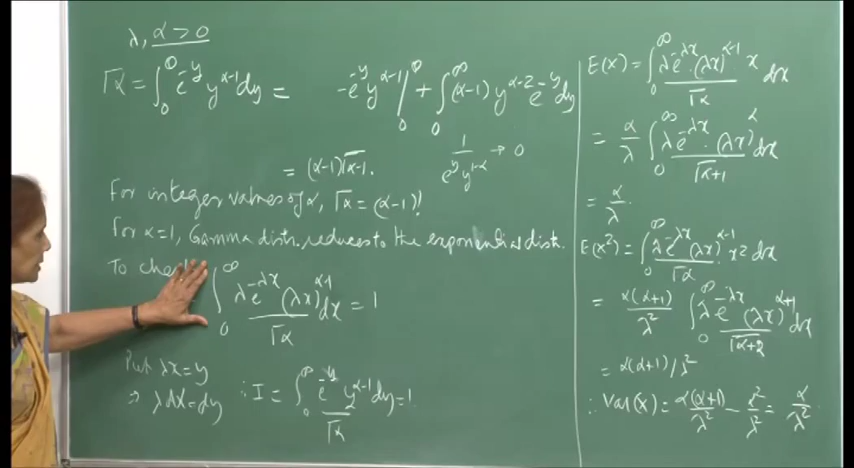 λ, α > 0
Γα = ∫₀^∞ e^{-y} y^{α-1} dy = -e^{-y} y^{α-1} |₀^∞ + ∫₀^∞ (α-1) y^{α-2} e^{-y} dy
1/(e^y y^{1-α}) → 0
= (α-1) Γα-1.
For integer values of α, Γα = (α-1)!
For α=1, Gamma distr. reduces to the exponential distr.
To check ∫₀^∞ λe^{-λx} (λx)^{α-1} / Γα dx = 1
Put λx = y
⇒ λdx = dy
∴ I = ∫₀^∞ e^{-y} y^{α-1} / Γα dy = 1.
E(X) = ∫₀^∞ λe^{-λx} (λx)^{α-1} / Γα x dx
= α/λ ∫₀^∞ λe^{-λx} · (λx)^α / Γα+1 dx
= α/λ
E(X²) = ∫₀^∞ λe^{-λx} (λx)^{α-1} / Γα · x² dx
= α(α+1)/λ² ∫₀^∞ λe^{-λx} (λx)^{α+1} / Γα+2 dx
= α(α+1)/λ²
∴ Var(X) = α(α+1)/λ² - α²/λ² = α/λ²